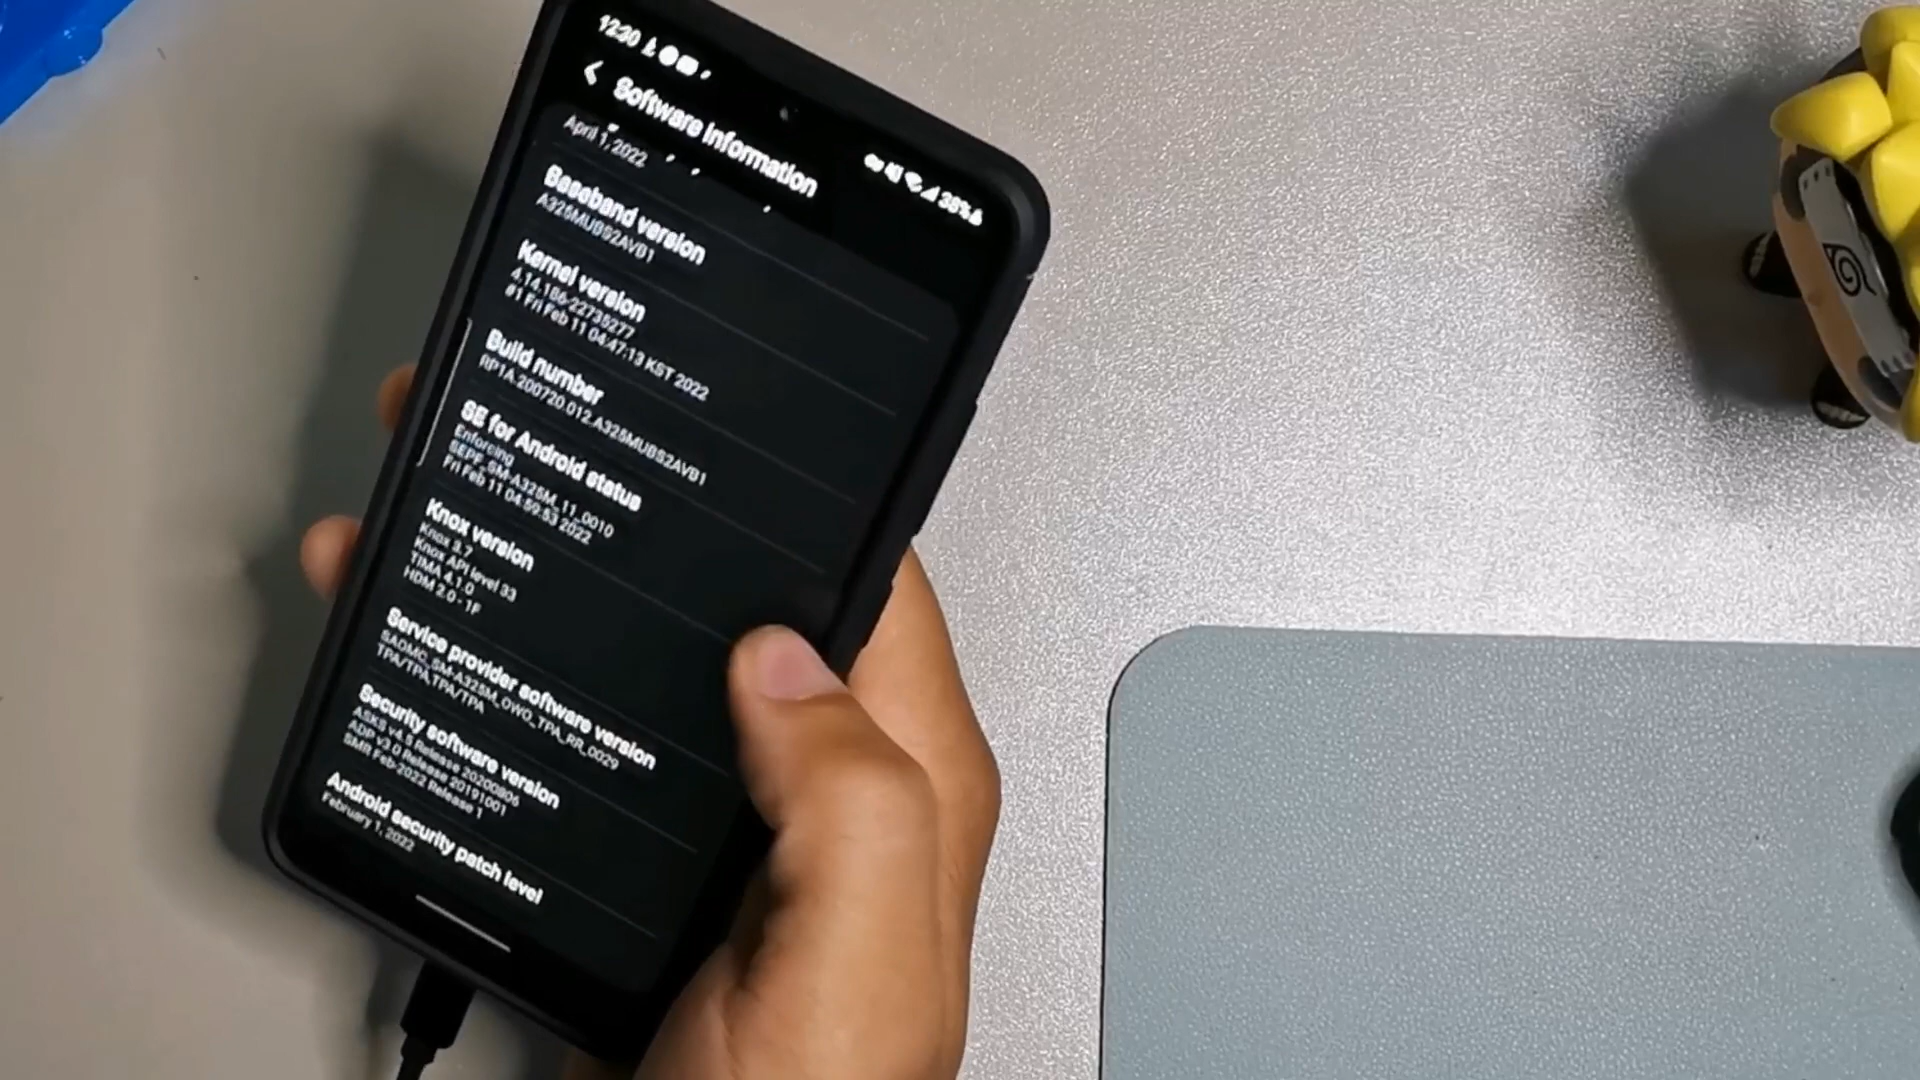 12:30
38%
Software information
April 1, 2022
Baseband version
A325MUBS2AVB1
Kernel version
4.14.186-22735277
#1 Fri Feb 11 04:47:13 KST 2022
Build number
RP1A.200720.012.A325MUBS2AVB1
SE for Android status
Enforcing
SEPF_SM-A325M_11_0010
Fri Feb 11 04:59:53 2022
Knox version
Knox 3.7
Knox API level 33
TIMA 4.1.0
HDM 2.0 - 1F
Service provider software version
SAOMC_SM-A325M_OWO_TPA_RR_0029
TPA/TPA,TPA/TPA
Security software version
ASKS v4.5 Release 20200806
ADP v3.0 Release 20191001
SMR Feb-2022 Release 1
Android security patch level
February 1, 2022